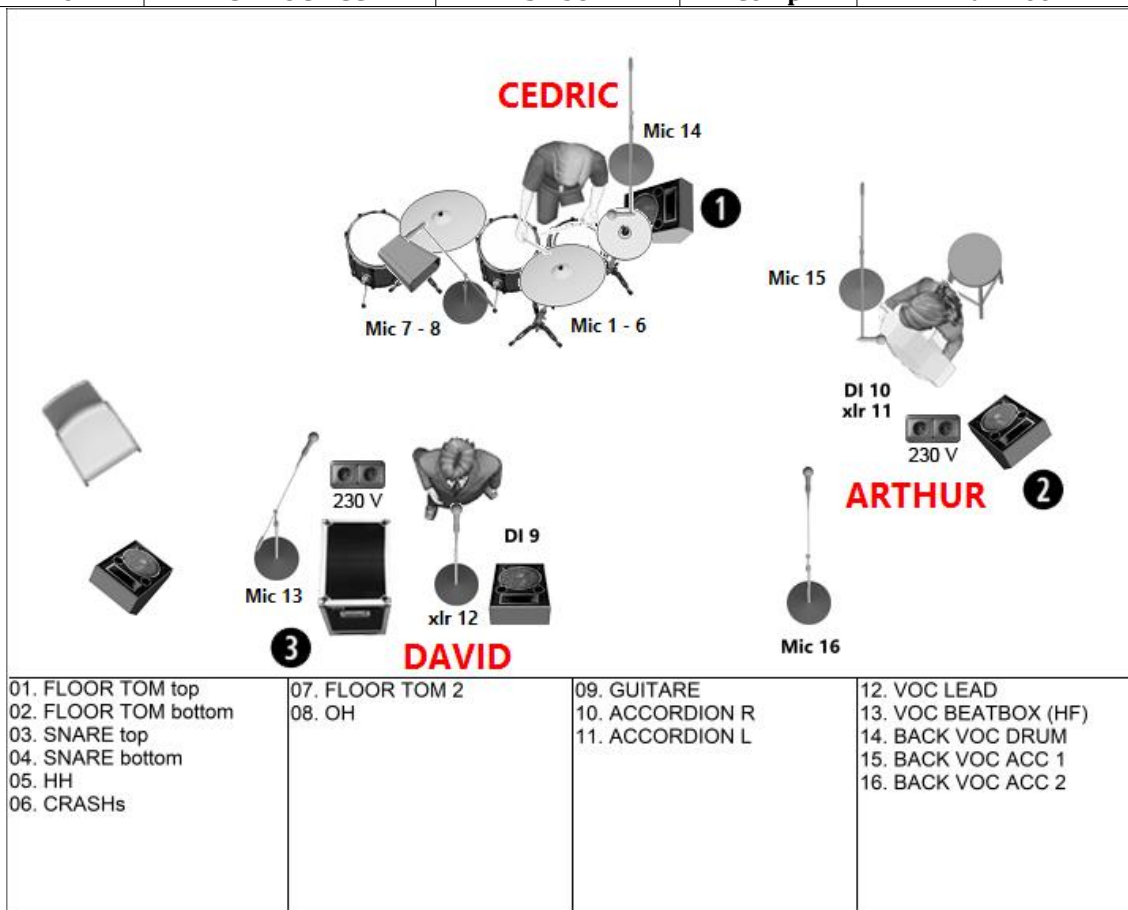 CEDRIC
Mic 14
1
Mic 15
Mic 7 - 8
Mic 1 - 6
DI 10
xlr 11
230 V
ARTHUR
2
230 V
DI 9
Mic 13
xlr 12
3
DAVID
Mic 16
01. FLOOR TOM top
02. FLOOR TOM bottom
03. SNARE top
04. SNARE bottom
05. HH
06. CRASHs
07. FLOOR TOM 2
08. OH
09. GUITARE
10. ACCORDION R
11. ACCORDION L
12. VOC LEAD
13. VOC BEATBOX (HF)
14. BACK VOC DRUM
15. BACK VOC ACC 1
16. BACK VOC ACC 2